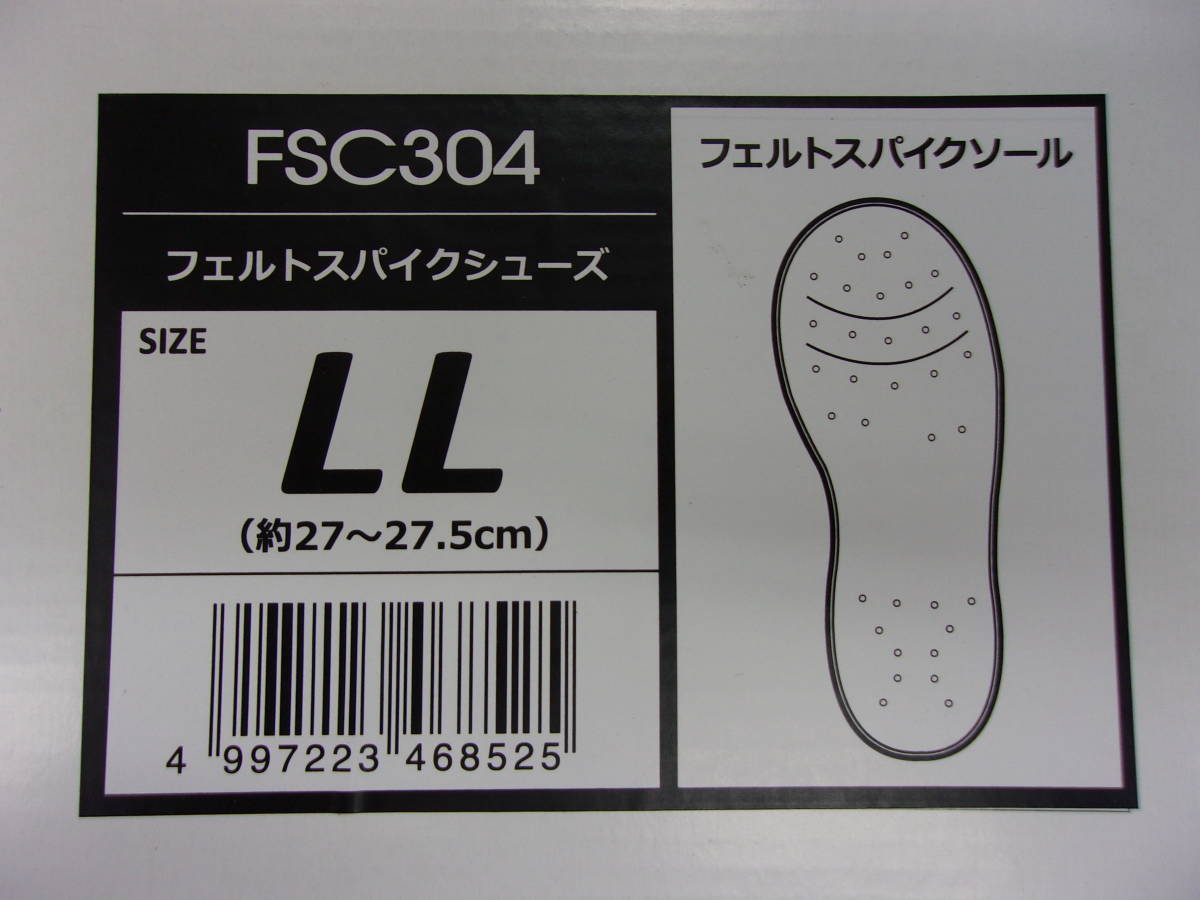 FSC304
フェルトスパイクシューズ
SIZE
LL
(約27〜27.5cm)
4 997223 468525
フェルトスパイクソール